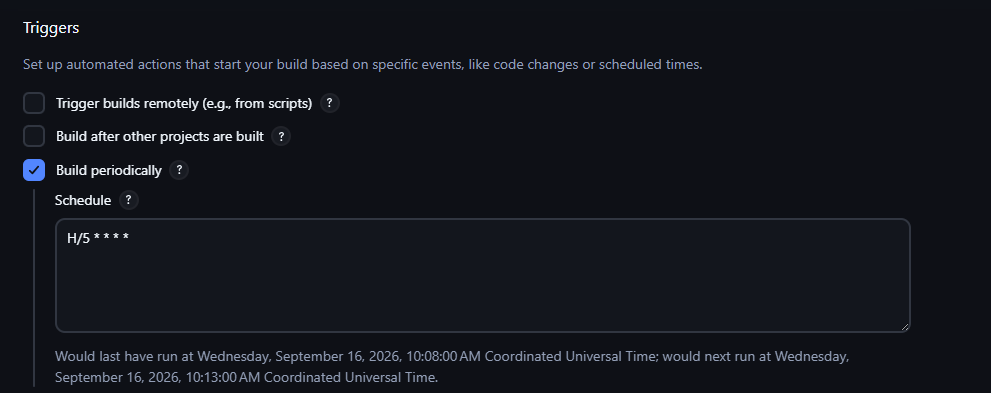 Triggers
Set up automated actions that start your build based on specific events, like code changes or scheduled times.
Trigger builds remotely (e.g., from scripts) ?
Build after other projects are built ?
Build periodically ?
Schedule ?
H/5 * * * *
Would last have run at Wednesday, September 16, 2026, 10:08:00 AM Coordinated Universal Time; would next run at Wednesday,
September 16, 2026, 10:13:00 AM Coordinated Universal Time.